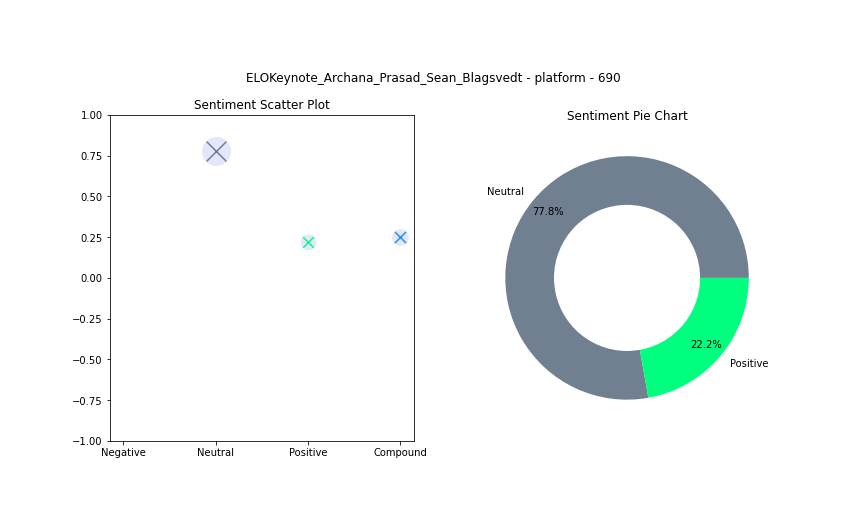 ELOKeynote_Archana_Prasad_Sean_Blagsvedt - platform - 690
Sentiment Scatter Plot
1.00
0.75
0.50
0.25
0.00
−0.25
−0.50
−0.75
−1.00
Negative Neutral Positive Compound
Sentiment Pie Chart
Neutral
77.8%
22.2%
Positive